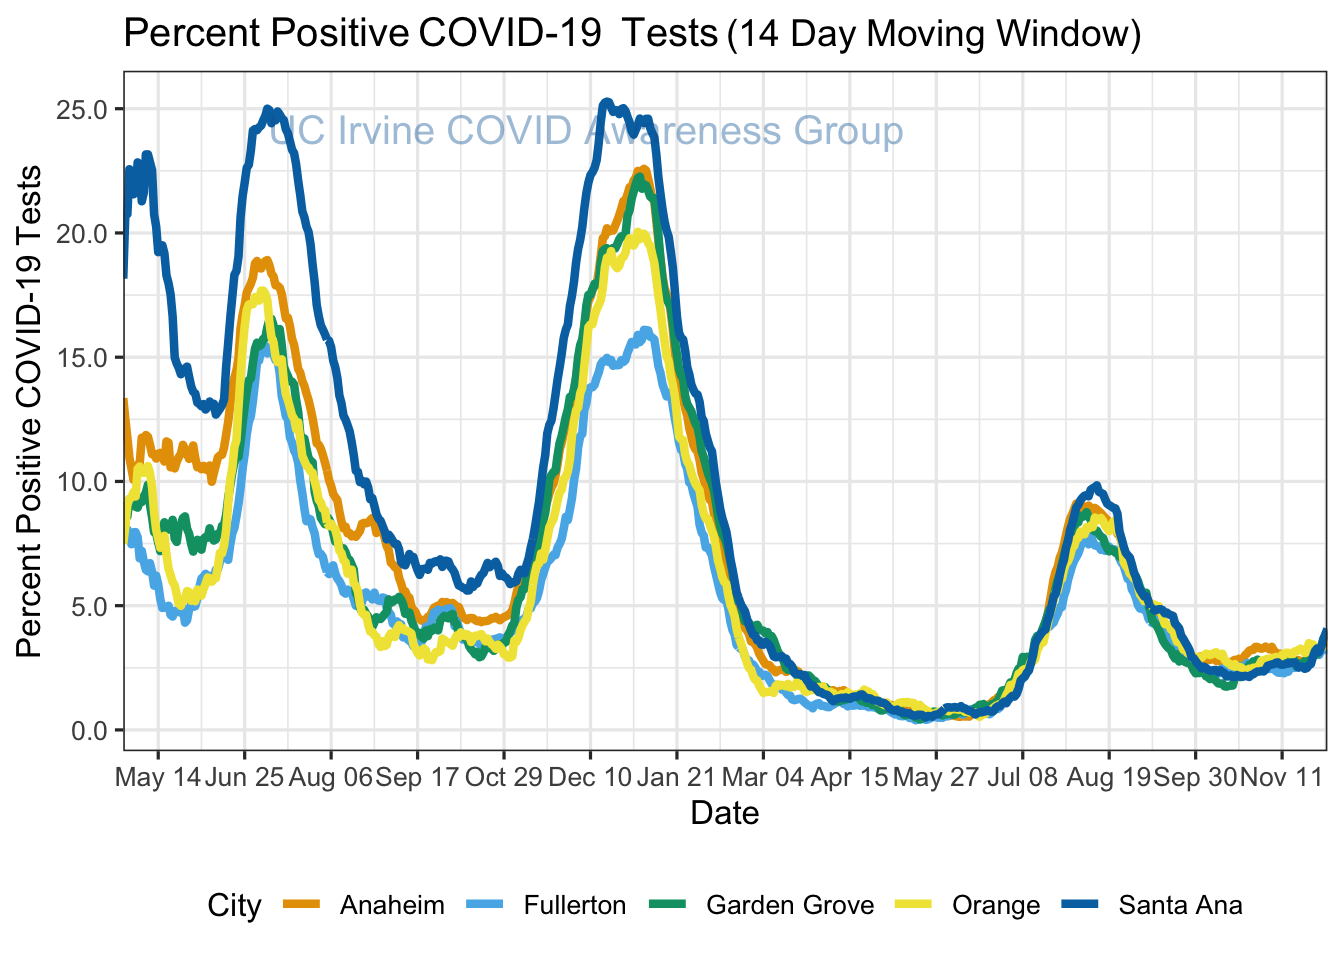 Percent Positive COVID-19  Tests (14 Day Moving Window)
UC Irvine COVID Awareness Group
Percent Positive COVID-19 Tests
25.0
20.0
15.0
10.0
5.0
0.0
May 14 Jun 25 Aug 06 Sep 17 Oct 29 Dec 10 Jan 21 Mar 04 Apr 15 May 27 Jul 08 Aug 19 Sep 30 Nov 11
Date
City Anaheim Fullerton Garden Grove Orange Santa Ana